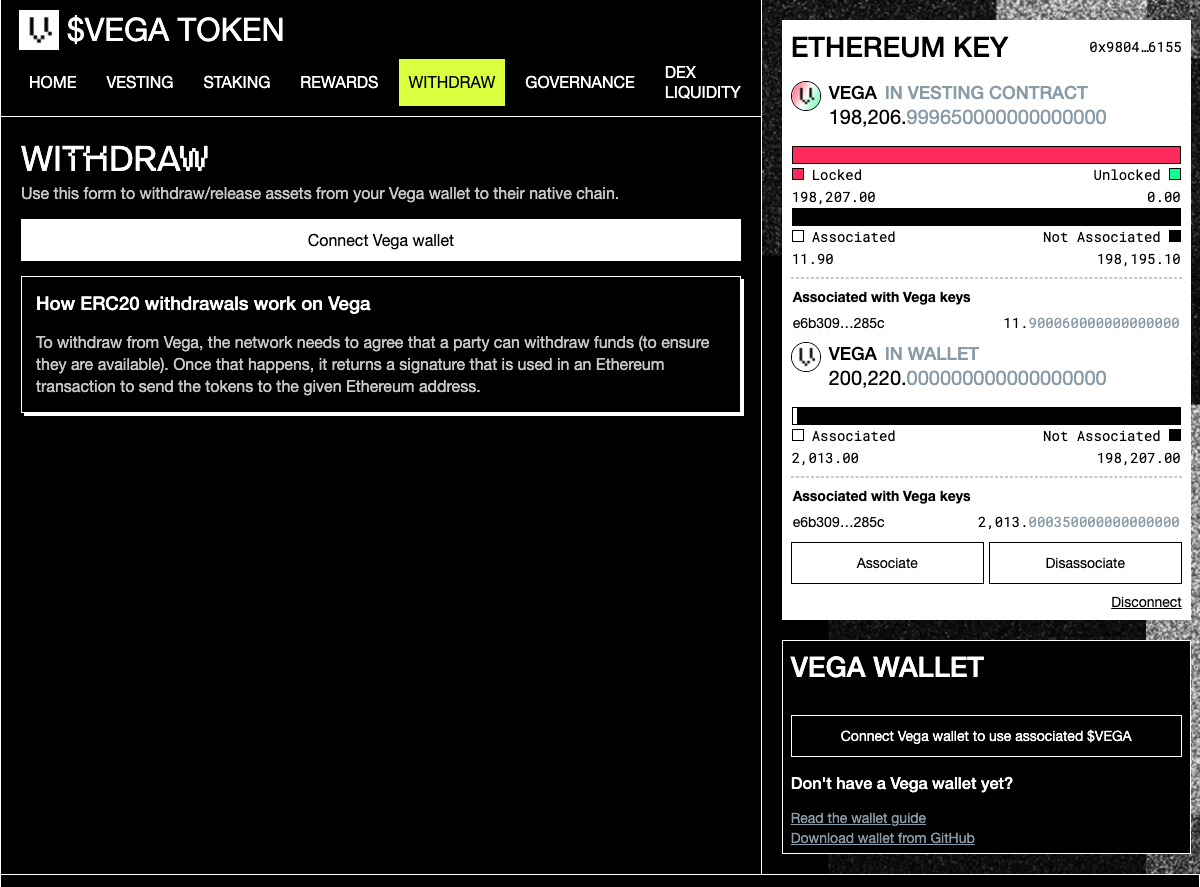 $VEGA TOKEN
HOME VESTING STAKING REWARDS WITHDRAW GOVERNANCE DEX LIQUIDITY
WITHDRAW
Use this form to withdraw/release assets from your Vega wallet to their native chain.
Connect Vega wallet
How ERC20 withdrawals work on Vega
To withdraw from Vega, the network needs to agree that a party can withdraw funds (to ensure
they are available). Once that happens, it returns a signature that is used in an Ethereum
transaction to send the tokens to the given Ethereum address.
ETHEREUM KEY 0x9804…6155
VEGA IN VESTING CONTRACT
198,206.999650000000000000
Locked Unlocked
198,207.00 0.00
Associated Not Associated
11.90 198,195.10
Associated with Vega keys
e6b309…285c 11.900060000000000000
VEGA IN WALLET
200,220.000000000000000000
Associated Not Associated
2,013.00 198,207.00
Associated with Vega keys
e6b309…285c 2,013.000350000000000000
Associate Disassociate
Disconnect
VEGA WALLET
Connect Vega wallet to use associated $VEGA
Don't have a Vega wallet yet?
Read the wallet guide
Download wallet from GitHub